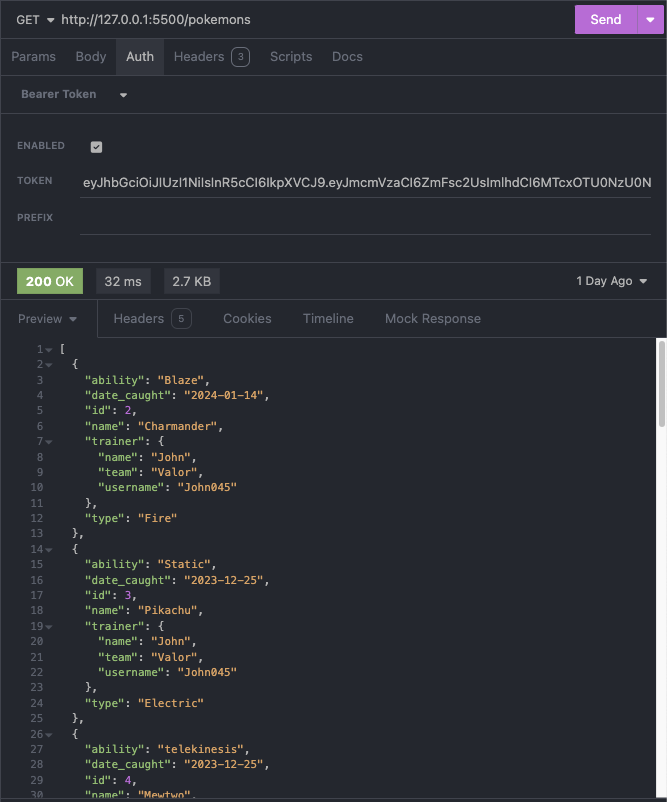 GET http://127.0.0.1:5500/pokemons Send
Params Body Auth Headers 3 Scripts Docs
Bearer Token
ENABLED
TOKEN eyJhbGciOiJIUzI1NiIsInR5cCI6IkpXVCJ9.eyJmcmVzaCI6ZmFsc2UsImlhdCI6MTcxOTU0NzU0N
PREFIX
200 OK 32 ms 2.7 KB 1 Day Ago
Preview Headers 5 Cookies Timeline Mock Response
1 [
2 {
3 "ability": "Blaze",
4 "date_caught": "2024-01-14",
5 "id": 2,
6 "name": "Charmander",
7 "trainer": {
8 "name": "John",
9 "team": "Valor",
10 "username": "John045"
11 },
12 "type": "Fire"
13 },
14 {
15 "ability": "Static",
16 "date_caught": "2023-12-25",
17 "id": 3,
18 "name": "Pikachu",
19 "trainer": {
20 "name": "John",
21 "team": "Valor",
22 "username": "John045"
23 },
24 "type": "Electric"
25 },
26 {
27 "ability": "telekinesis",
28 "date_caught": "2023-12-25",
29 "id": 4,
30 "name": "Mewtwo",